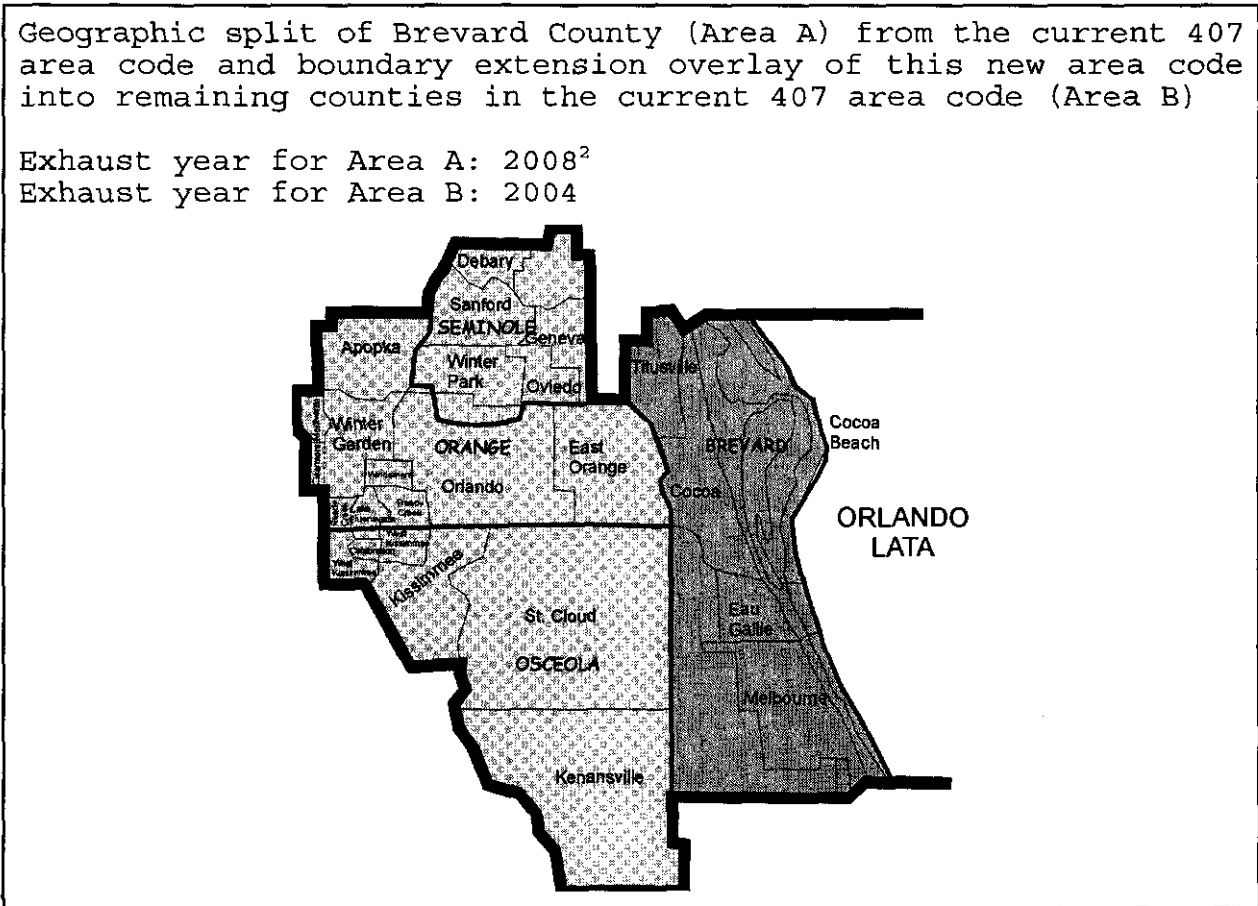 Geographic split of Brevard County (Area A) from the current 407
area code and boundary extension overlay of this new area code
into remaining counties in the current 407 area code (Area B)
Exhaust year for Area A: 2008²
Exhaust year for Area B: 2004
Debary
Sanford
SEMINOLE
Geneva
Apopka
Winter
Park
Oviedo
Titusville
Winter
Garden
ORANGE
East
Orange
BREVARD
Cocoa
Beach
Orlando
Cocoa
ORLANDO
LATA
Lake
West
Kissimmee
Kissimmee
St. Cloud
Eau
Gallie
OSCEOLA
Melbourne
Kenansville